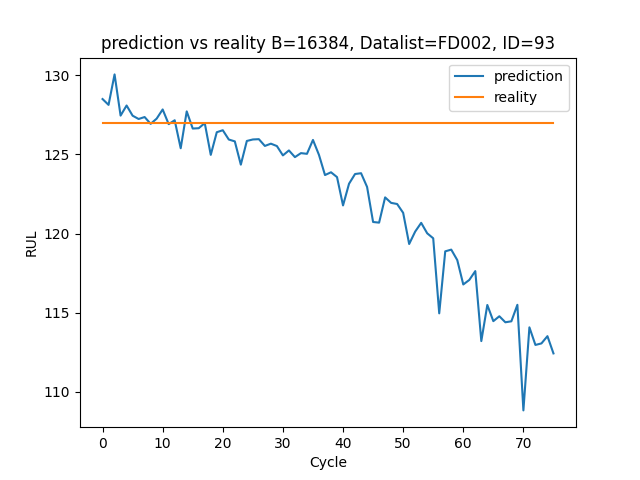 prediction vs reality B=16384, Datalist=FD002, ID=93
prediction
reality
130
125
120
115
110
RUL
0 10 20 30 40 50 60 70
Cycle